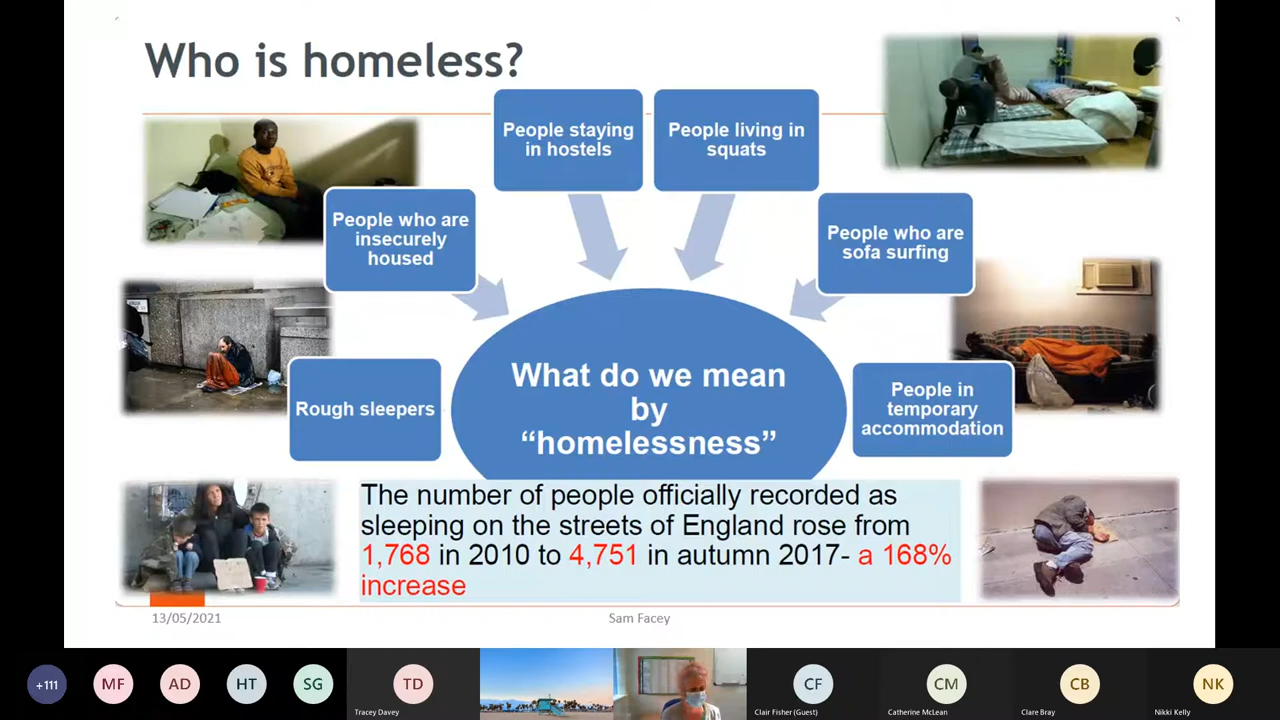 Who is homeless?
People staying
in hostels
People living in
squats
People who are
insecurely
housed
People who are
sofa surfing
Rough sleepers
What do we mean
by
“homelessness”
People in
temporary
accommodation
The number of people officially recorded as
sleeping on the streets of England rose from
1,768 in 2010 to 4,751 in autumn 2017- a 168%
increase
13/05/2021
Sam Facey
+111
MF
AD
HT
SG
TD
Tracey Davey
CF
Clair Fisher (Guest)
CM
Catherine McLean
CB
Clare Bray
NK
Nikki Kelly